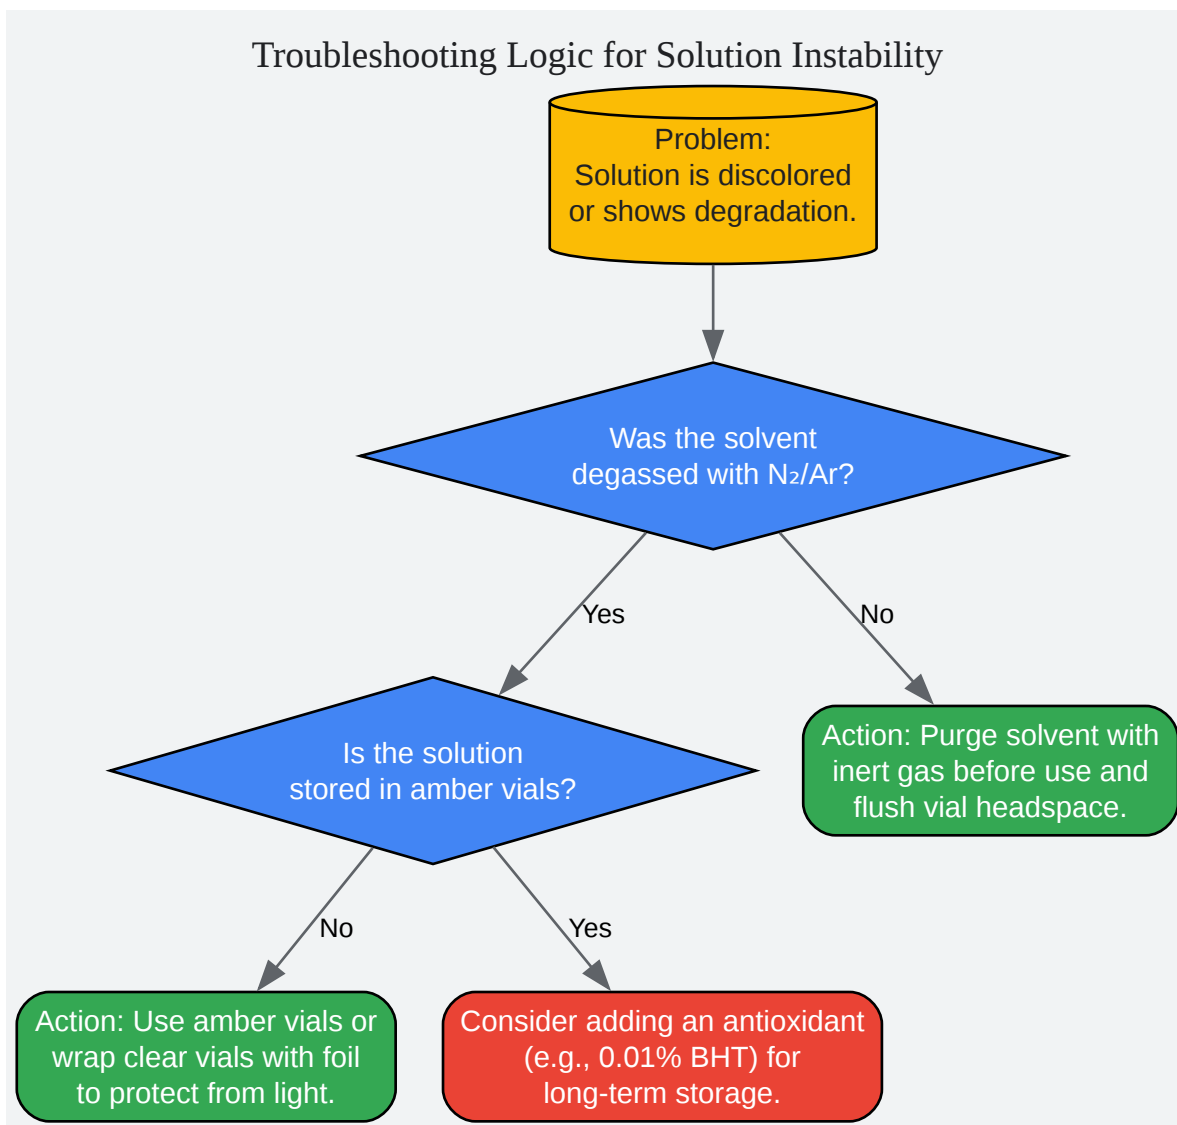 Troubleshooting Logic for Solution Instability
Problem:
Solution is discolored
or shows degradation.
Was the solvent
degassed with N₂/Ar?
Yes
No
Is the solution
stored in amber vials?
Action: Purge solvent with
inert gas before use and
flush vial headspace.
No
Yes
Action: Use amber vials or
wrap clear vials with foil
to protect from light.
Consider adding an antioxidant
(e.g., 0.01% BHT) for
long-term storage.